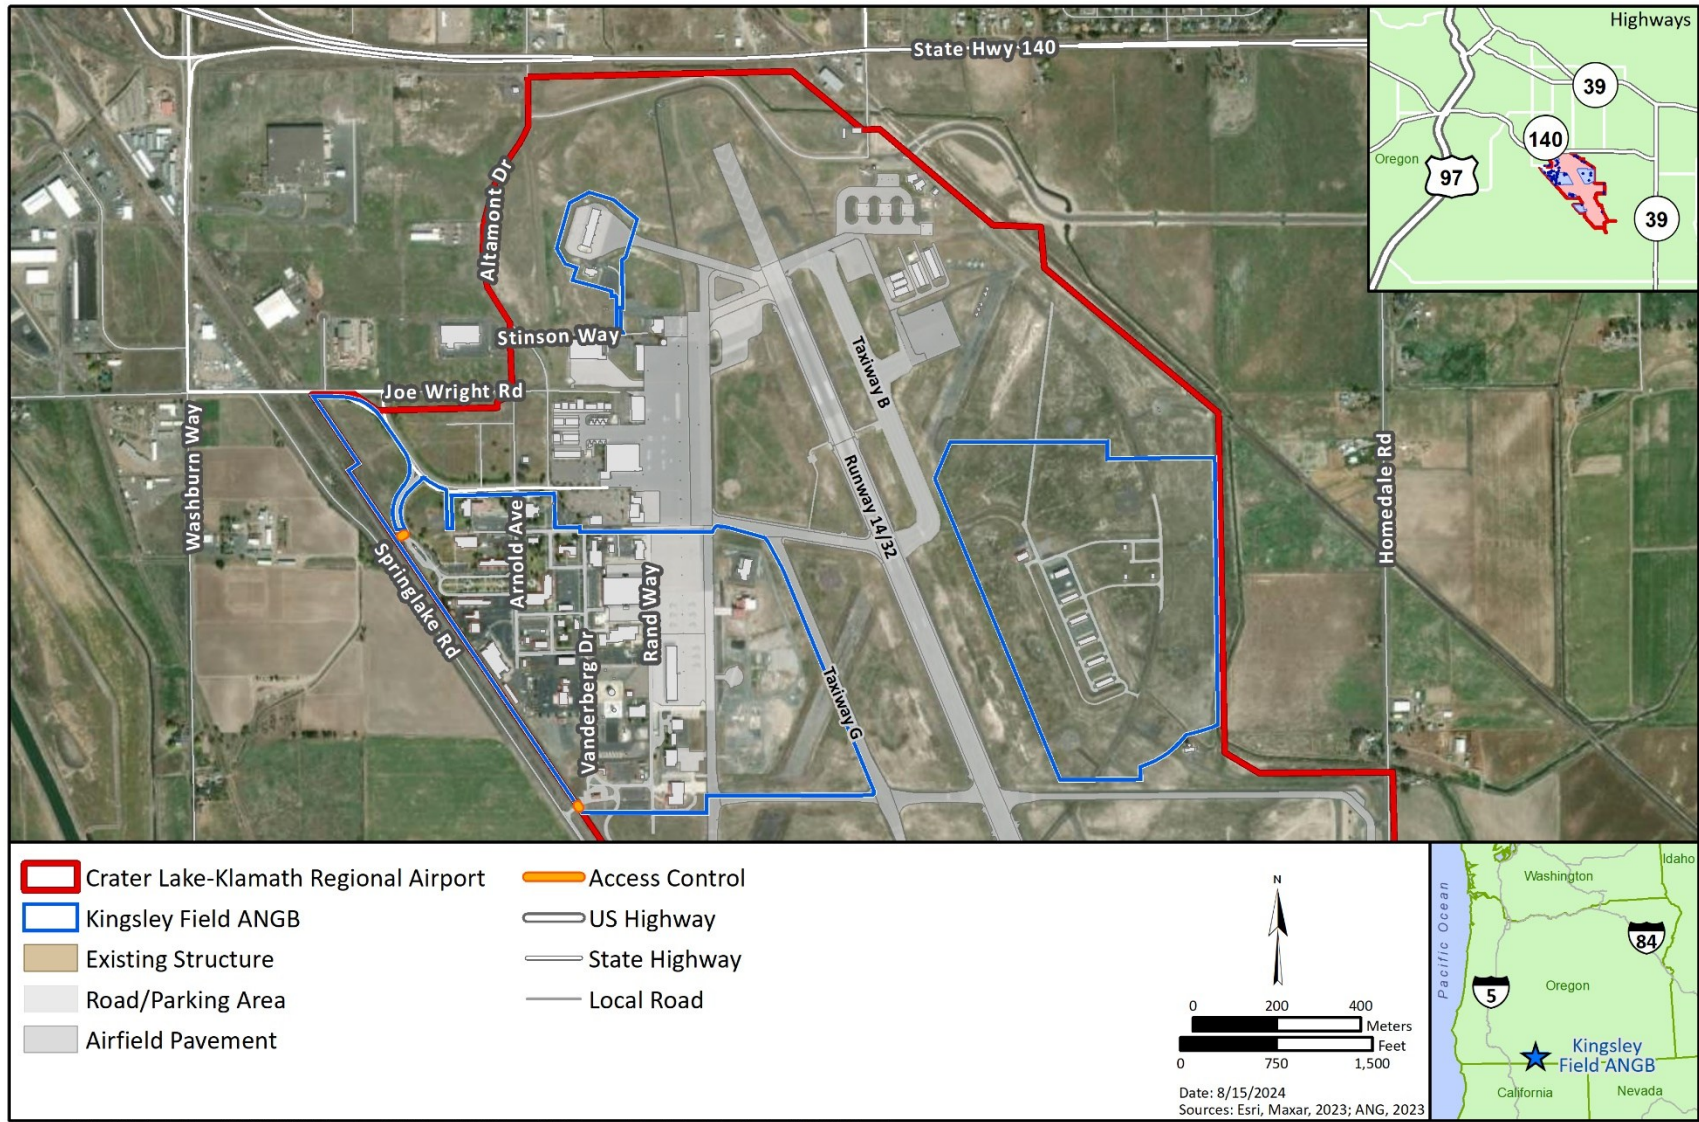 State Hwy 140
Highways
39
140
Oregon
97
39
Altamont Dr
Stinson Way
Joe Wright Rd
Washburn Way
Taxiway B
Runway 14/32
Homedale Rd
Arnold Ave
Springlake Rd
Rand Way
Vanderberg Dr
Taxiway G
Crater Lake-Klamath Regional Airport
Kingsley Field ANGB
Existing Structure
Road/Parking Area
Airfield Pavement
Access Control
US Highway
State Highway
Local Road
N
0 200 400
Meters
Feet
0 750 1,500
Date: 8/15/2024
Sources: Esri, Maxar, 2023; ANG, 2023
Pacific Ocean
Washington
Idaho
84
5
Oregon
Kingsley
Field ANGB
California
Nevada